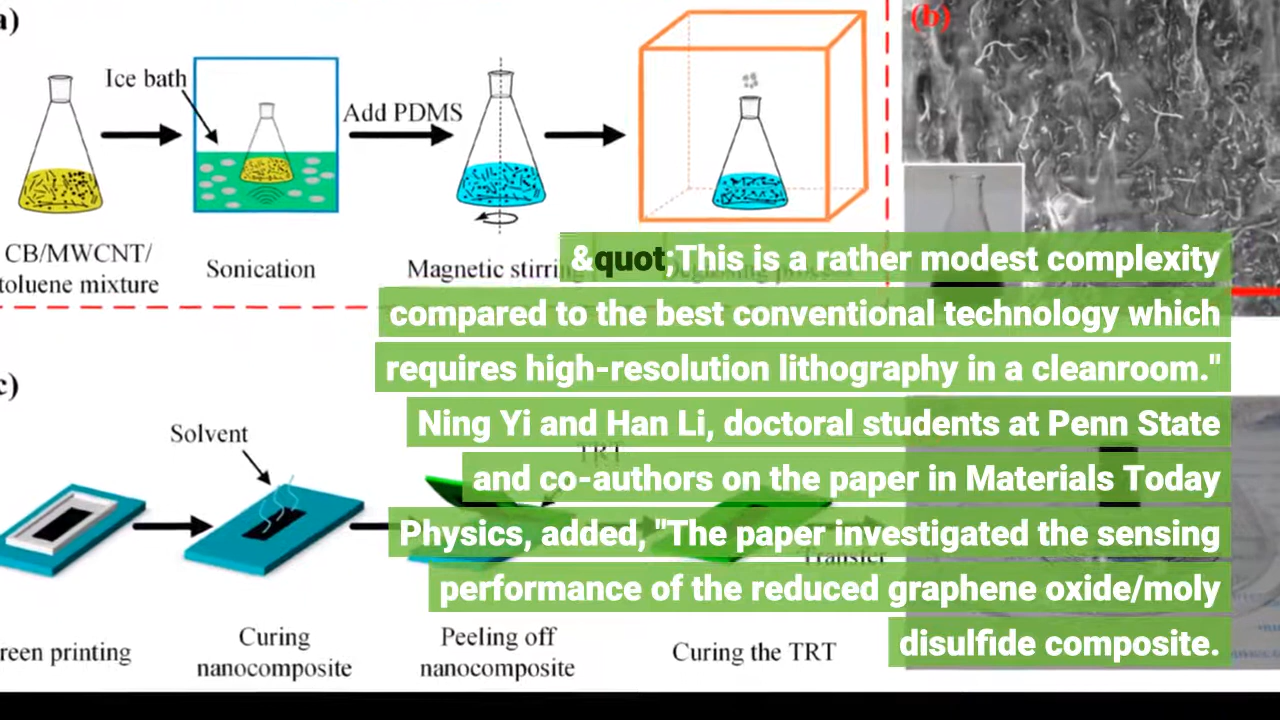 a)
(b)
Ice bath
Add PDMS
CB/MWCNT/
toluene mixture
Sonication
Magnetic stirring
&quot;This is a rather modest complexity
compared to the best conventional technology which
requires high-resolution lithography in a cleanroom."
Ning Yi and Han Li, doctoral students at Penn State
and co-authors on the paper in Materials Today
Physics, added, "The paper investigated the sensing
performance of the reduced graphene oxide/moly
disulfide composite.
c)
Solvent
TRT
Transfer
reen printing
Curing
nanocomposite
Peeling off
nanocomposite
Curing the TRT